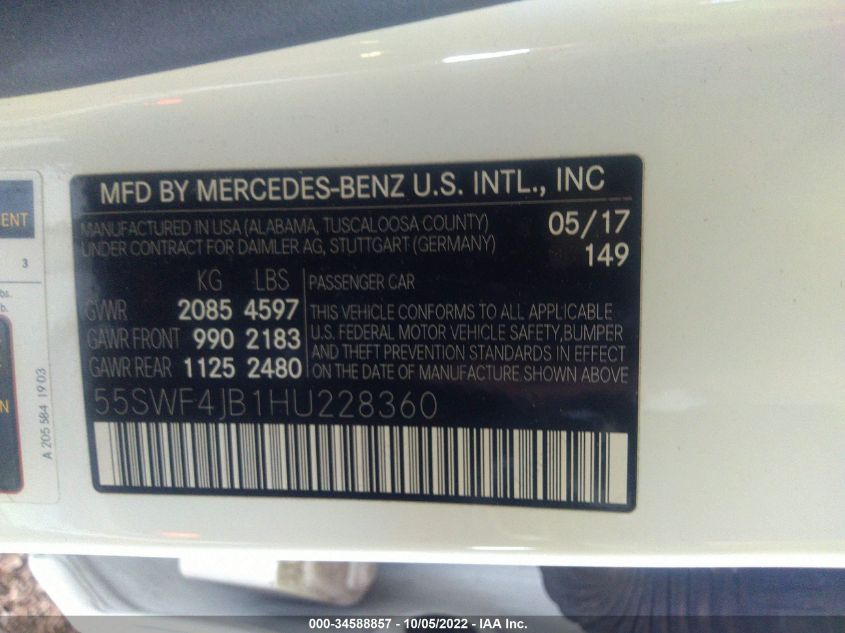 MFD BY MERCEDES-BENZ U.S. INTL., INC
MANUFACTURED IN USA (ALABAMA, TUSCALOOSA COUNTY) 05/17
UNDER CONTRACT FOR DAIMLER AG, STUTTGART (GERMANY) 149
KG LBS PASSENGER CAR
GVWR 2085 4597 THIS VEHICLE CONFORMS TO ALL APPLICABLE
GAWR FRONT 990 2183 U.S. FEDERAL MOTOR VEHICLE SAFETY, BUMPER
GAWR REAR 1125 2480 AND THEFT PREVENTION STANDARDS IN EFFECT
ON THE DATE OF MANUFACTURE SHOWN ABOVE
55SWF4JB1HU228360
ENT
3
bs.
b.
N
A 205 584 19 03
000-34588857 - 10/05/2022 - IAA Inc.